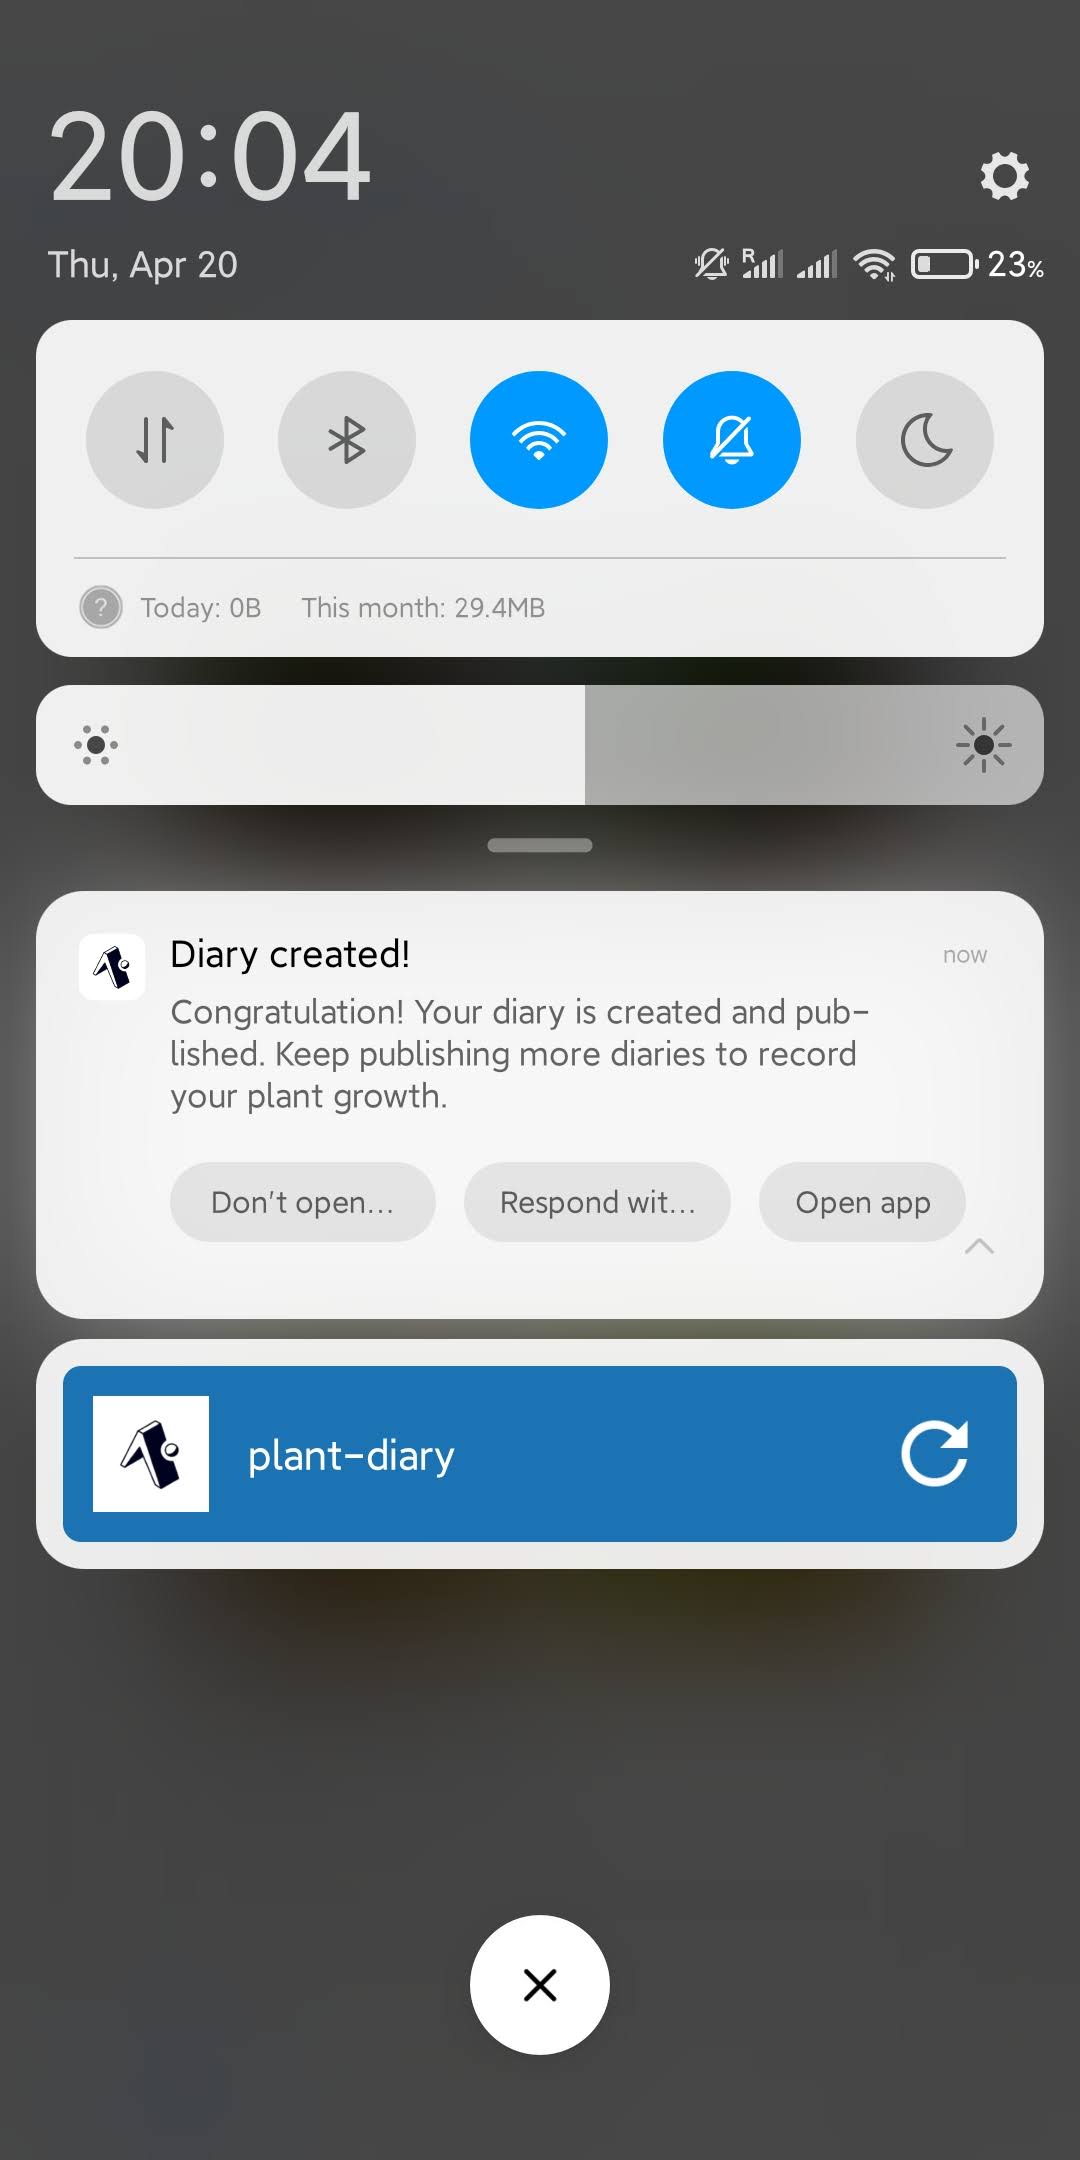 20:04
Thu, Apr 20
R
23%
Today: 0B This month: 29.4MB
Diary created!
now
Congratulation! Your diary is created and pub-
lished. Keep publishing more diaries to record
your plant growth.
Don't open... Respond wit... Open app
plant-diary